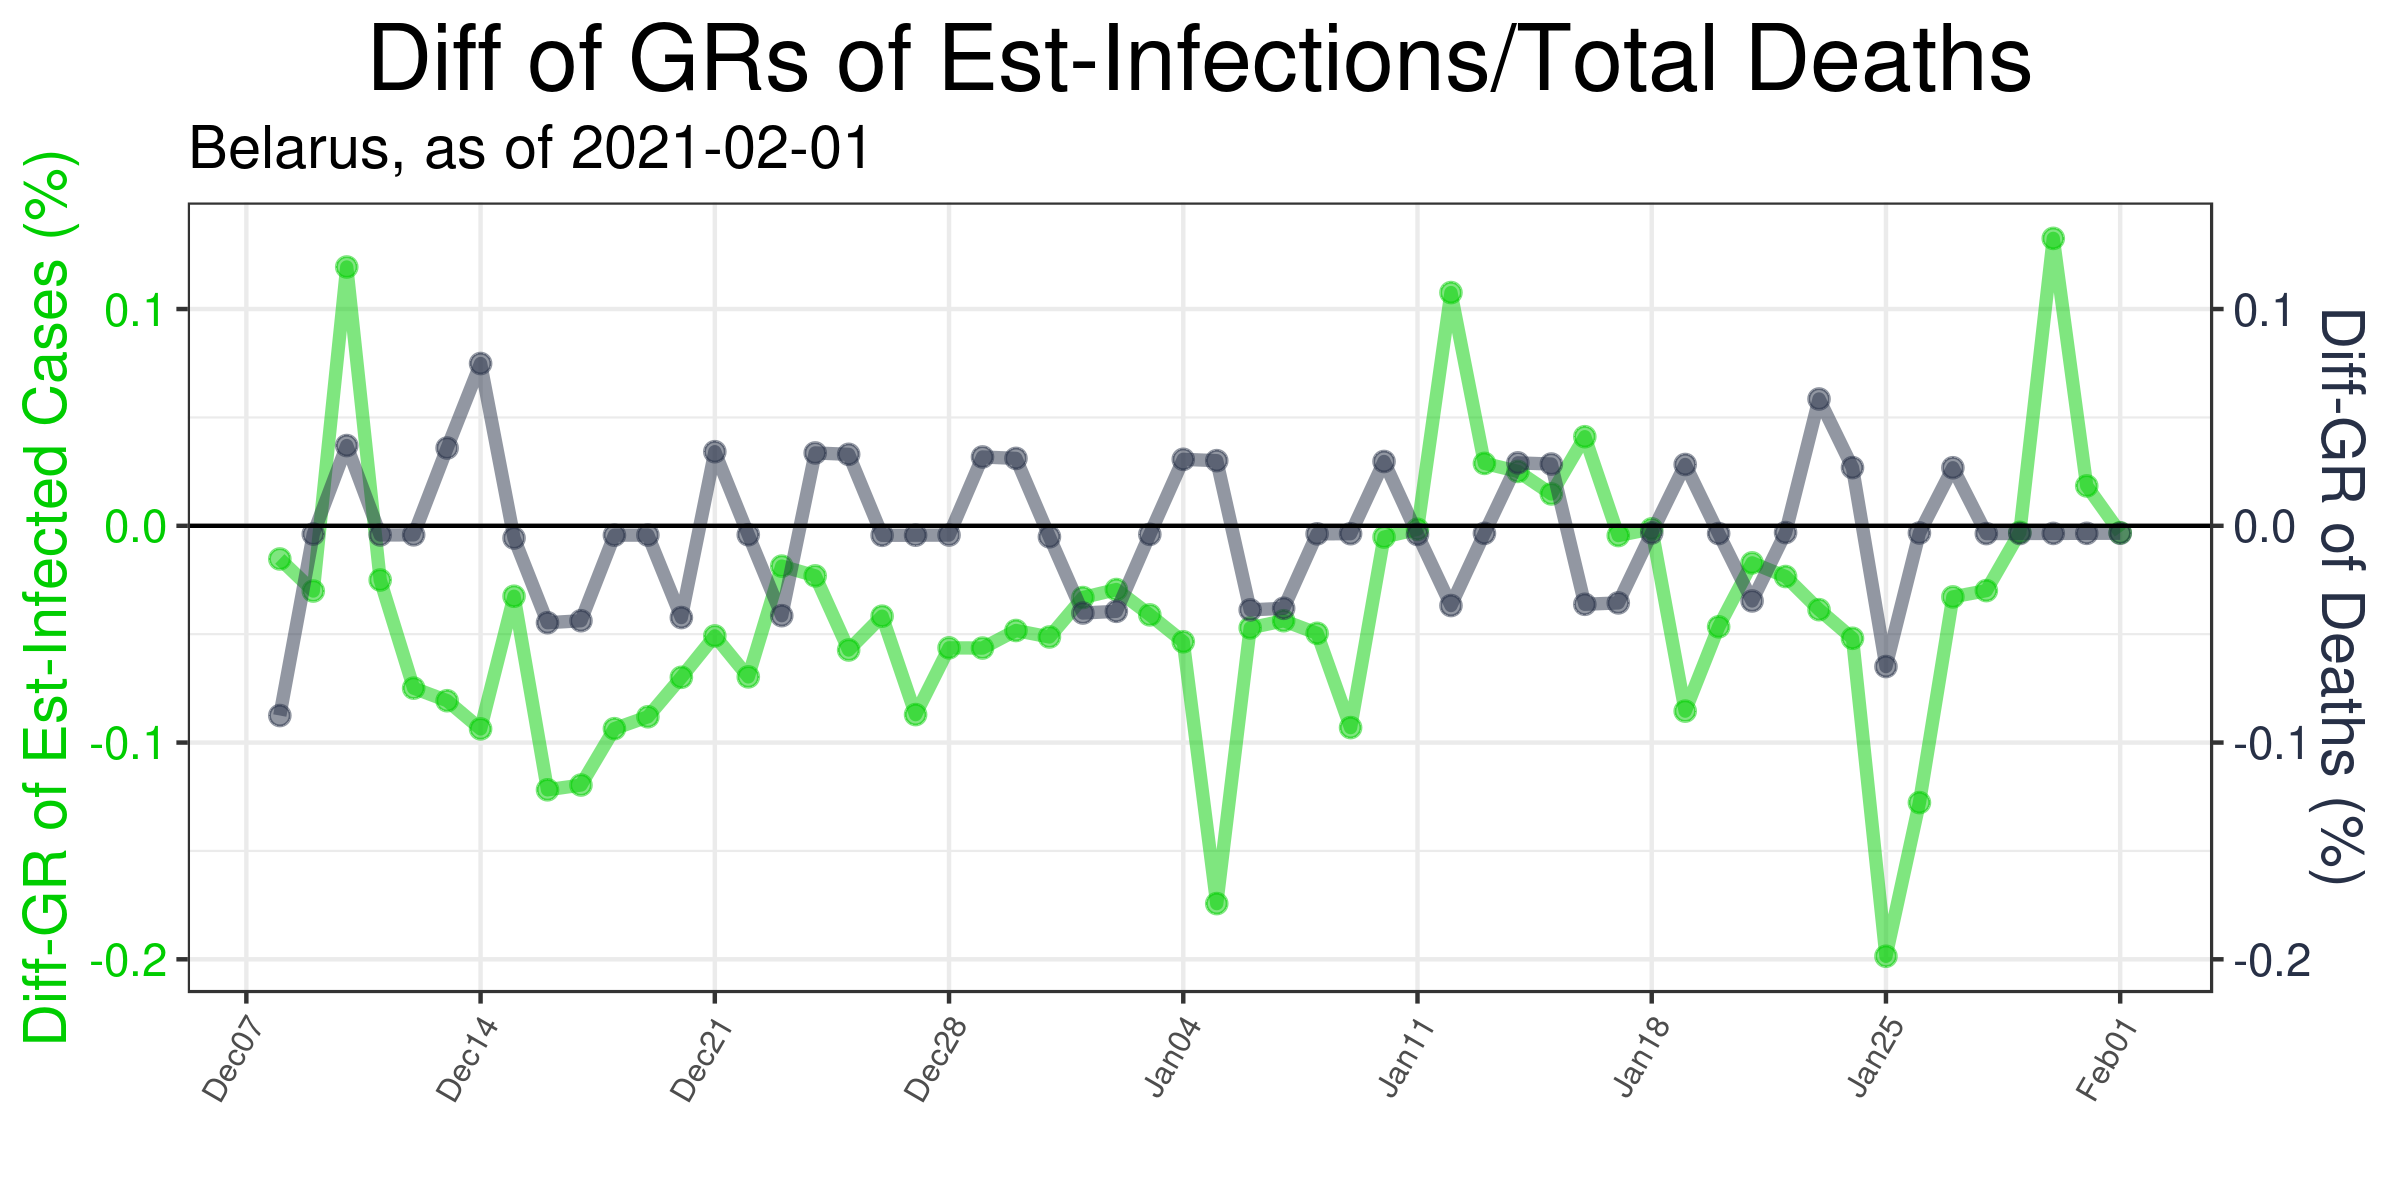 Diff of GRs of Est-Infections/Total Deaths
Belarus, as of 2021-02-01
Diff-GR of Est-Infected Cases (%)
0.1
0.0
-0.1
-0.2
0.1
0.0
-0.1
-0.2
Diff-GR of Deaths (%)
Dec07
Dec14
Dec21
Dec28
Jan04
Jan11
Jan18
Jan25
Feb01